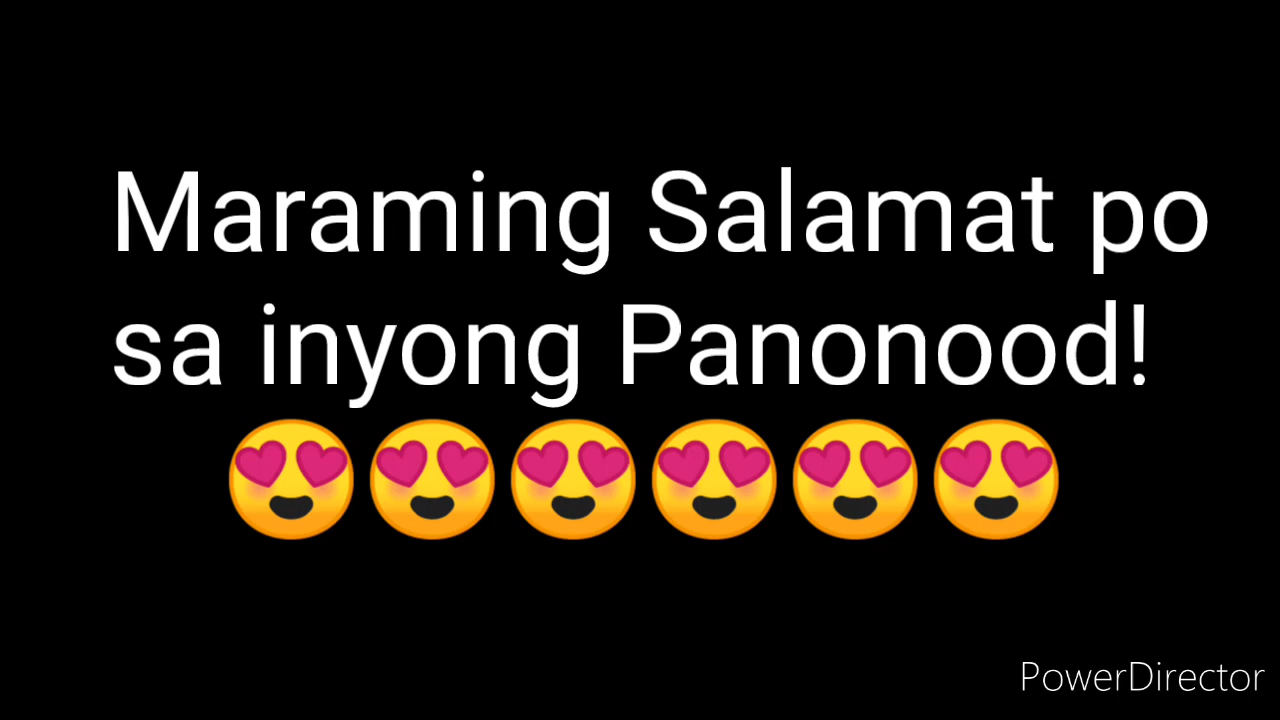 Maraming Salamat po
sa inyong Panonood!
😍😍😍😍😍😍
PowerDirector